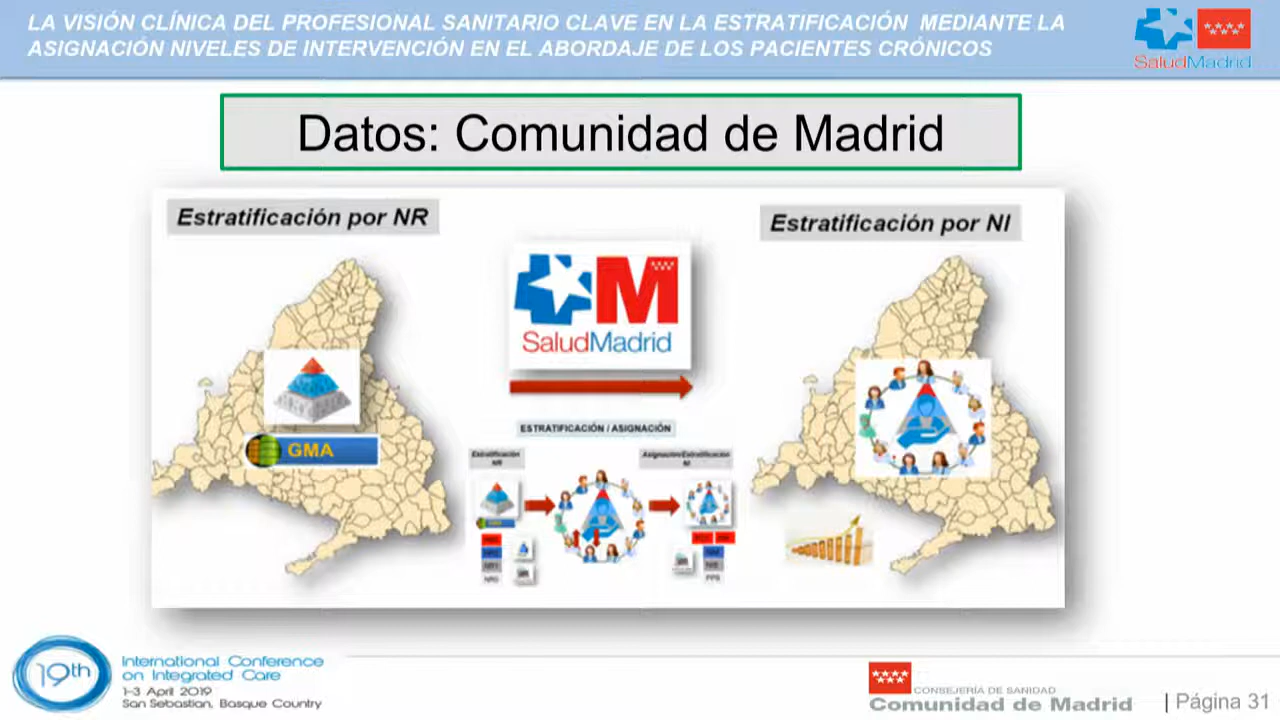 LA VISIÓN CLÍNICA DEL PROFESIONAL SANITARIO CLAVE EN LA ESTRATIFICACIÓN MEDIANTE LA
ASIGNACIÓN NIVELES DE INTERVENCIÓN EN EL ABORDAJE DE LOS PACIENTES CRÓNICOS
SaludMadrid
Datos: Comunidad de Madrid
Estratificación por NR
Estratificación por NI
SaludMadrid
GMA
ESTRATIFICACIÓN / ASIGNACIÓN
Estratificación
NR
Asignación/Estratificación
NI
19th
International Conference
on Integrated Care
1-3 April 2019
San Sebastian, Basque Country
CONSEJERÍA DE SANIDAD
Comunidad de Madrid
| Página 31